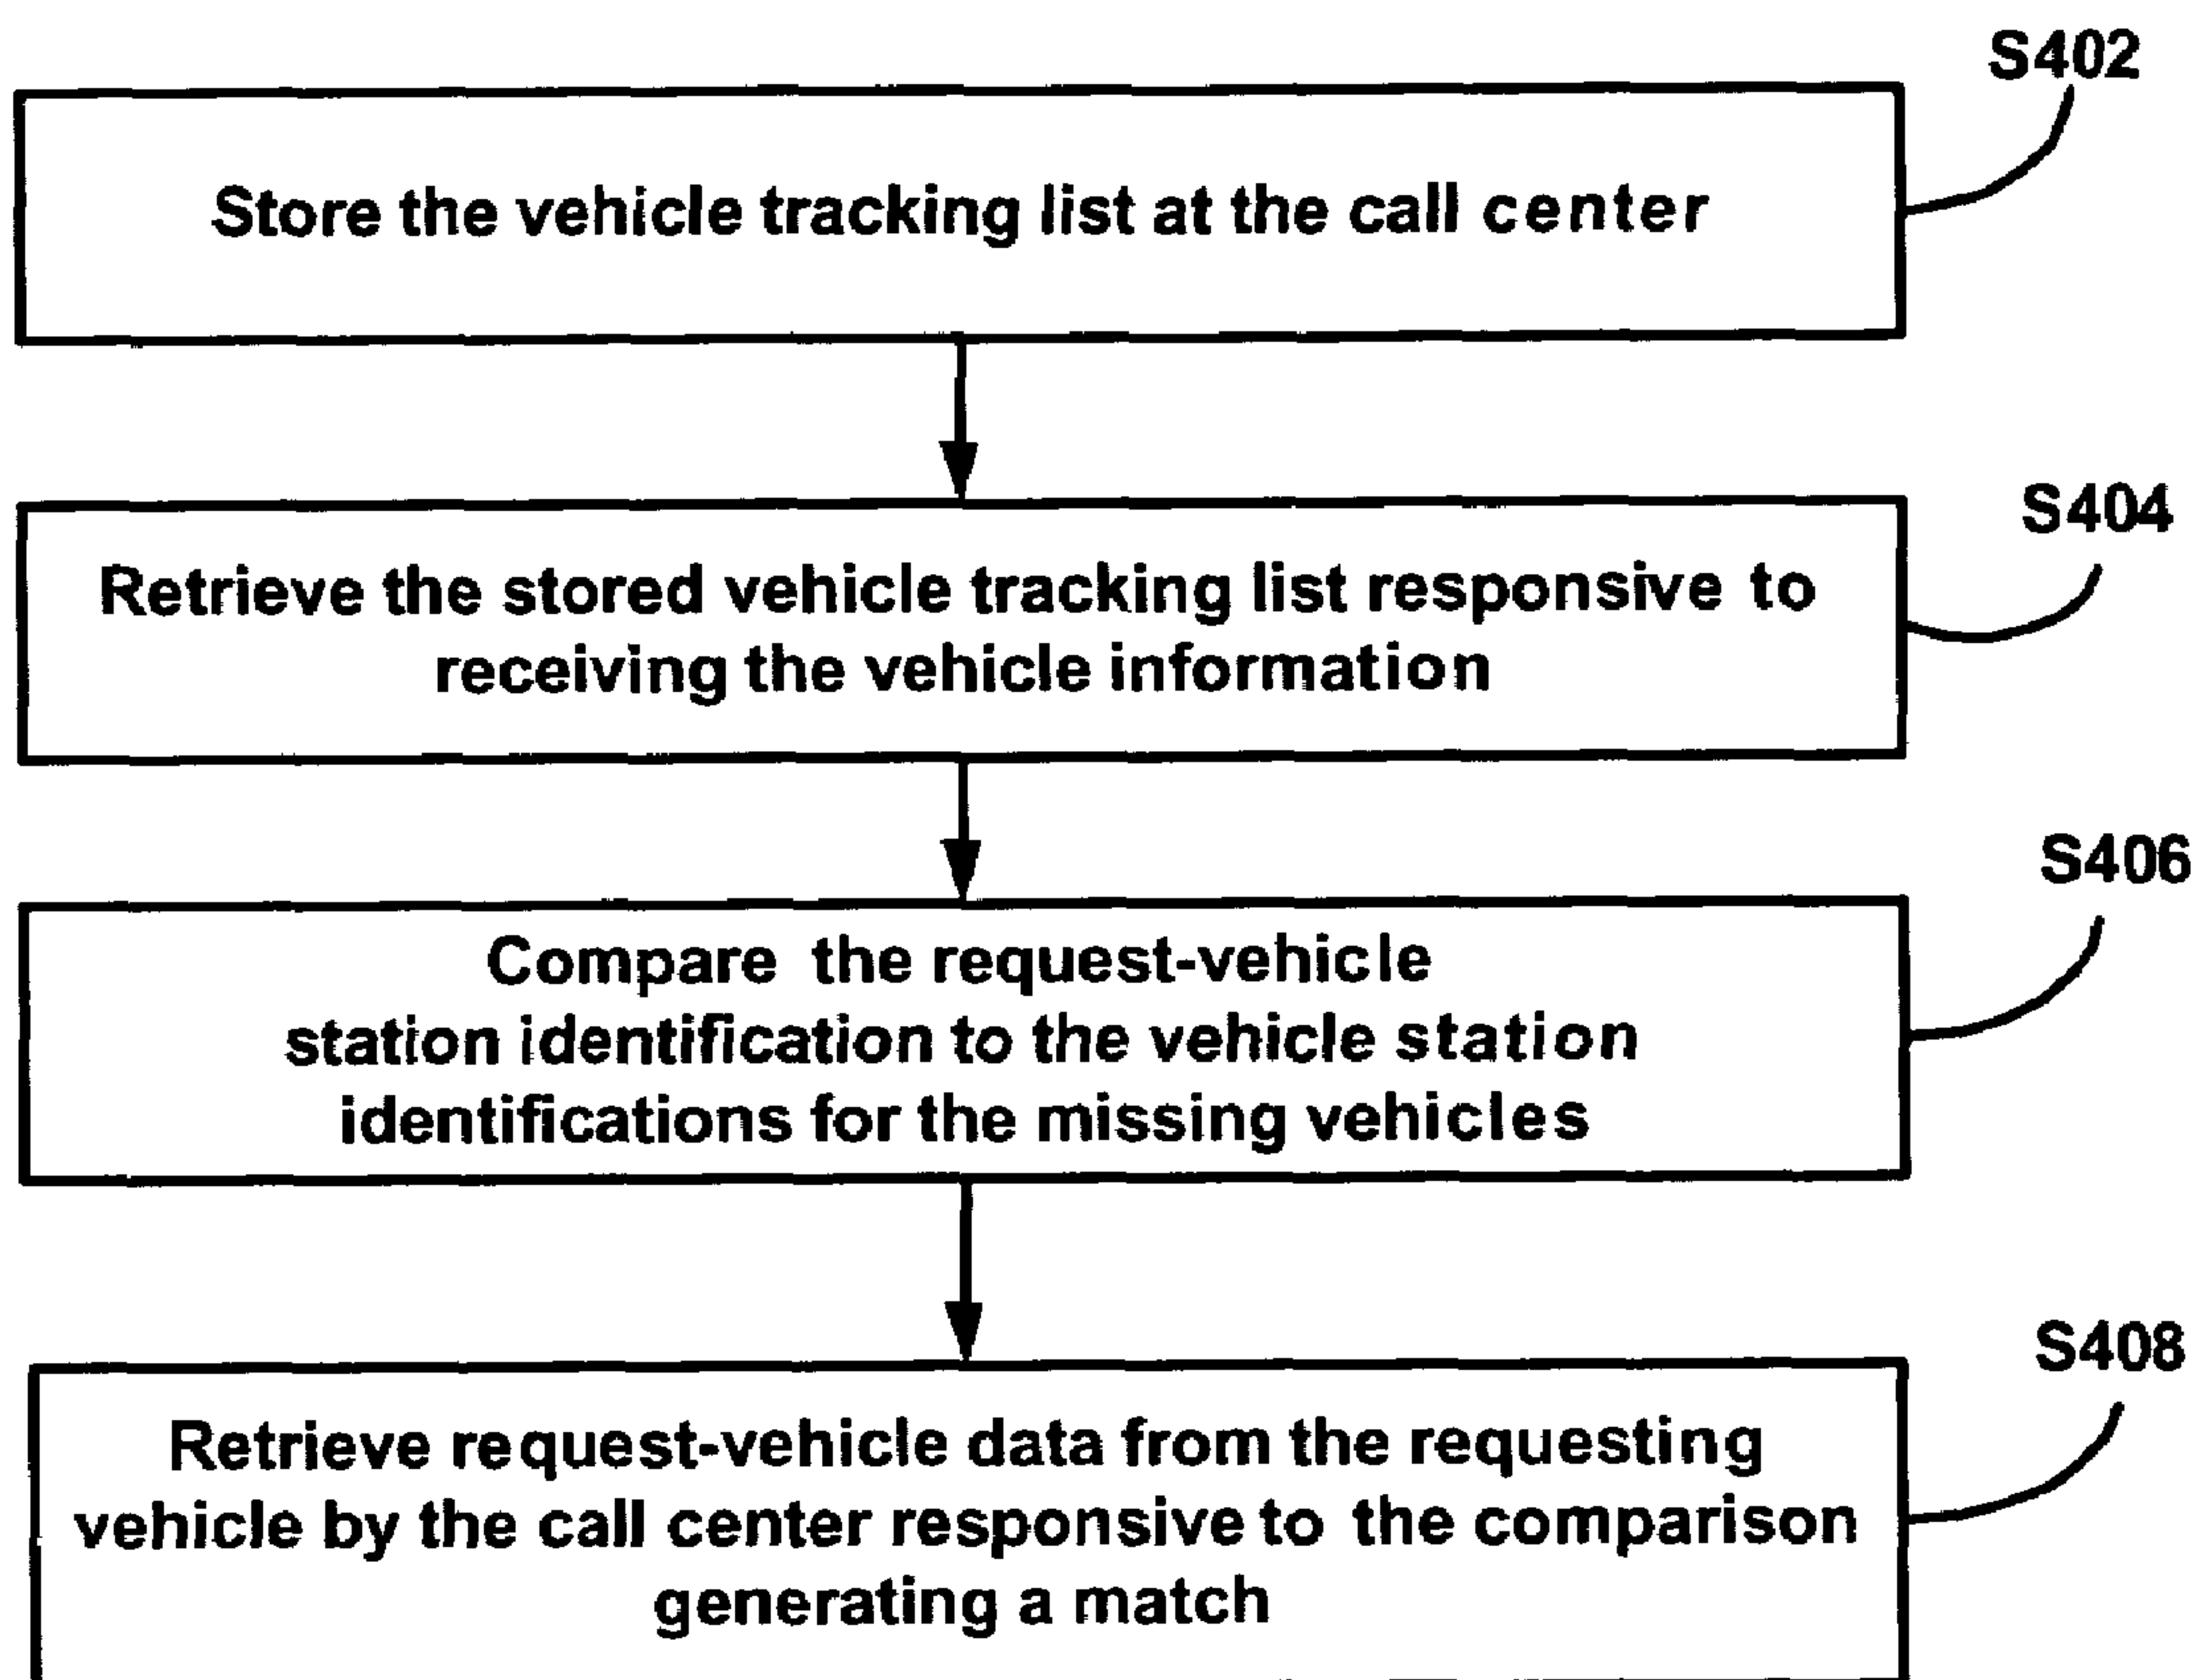 S402
Store the vehicle tracking list at the call center
S404
Retrieve the stored vehicle tracking list responsive to
receiving the vehicle information
S406
Compare the request-vehicle
station identification to the vehicle station
identifications for the missing vehicles
S408
Retrieve request-vehicle data from the requesting
vehicle by the call center responsive to the comparison
generating a match